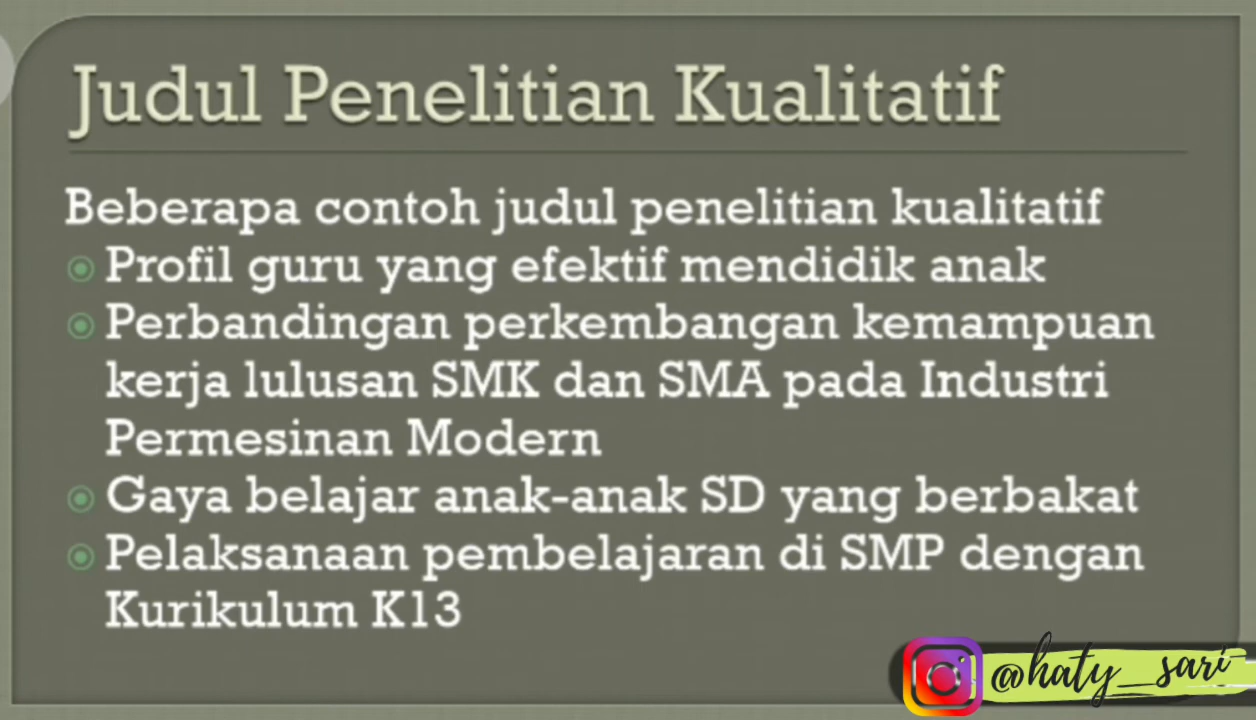 Judul Penelitian Kualitatif
Beberapa contoh judul penelitian kualitatif
Profil guru yang efektif mendidik anak
Perbandingan perkembangan kemampuan
kerja lulusan SMK dan SMA pada Industri
Permesinan Modern
Gaya belajar anak-anak SD yang berbakat
Pelaksanaan pembelajaran di SMP dengan
Kurikulum K13
@haty_sari